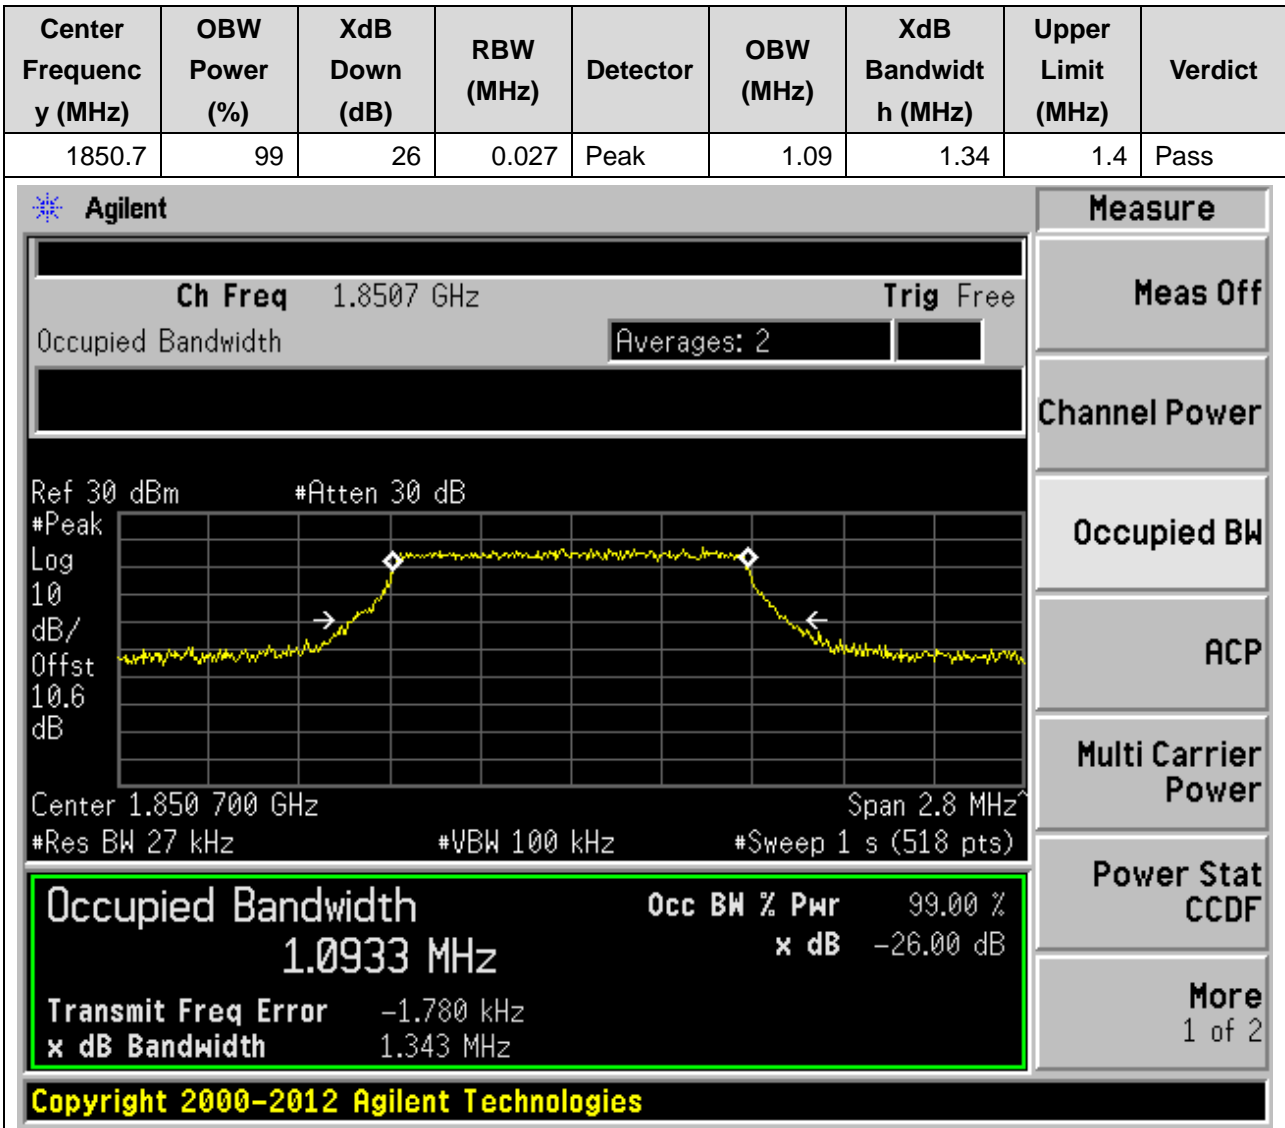 Center Frequenc y (MHz) OBW Power (%) XdB Down (dB) RBW (MHz) Detector OBW (MHz) XdB Bandwidt h (MHz) Upper Limit (MHz) Verdict
1850.7 99 26 0.027 Peak 1.09 1.34 1.4 Pass
Agilent
Ch Freq 1.8507 GHz Trig Free
Occupied Bandwidth Averages: 2
Ref 30 dBm #Atten 30 dB
#Peak
Log
10
dB/
Offst
10.6
dB
Center 1.850 700 GHz Span 2.8 MHz^
#Res BW 27 kHz #VBW 100 kHz #Sweep 1 s (518 pts)
Occupied Bandwidth Occ BW % Pwr 99.00 %
1.0933 MHz x dB -26.00 dB
Transmit Freq Error -1.780 kHz
x dB Bandwidth 1.343 MHz
Copyright 2000-2012 Agilent Technologies
Measure
Meas Off
Channel Power
Occupied BW
ACP
Multi Carrier
Power
Power Stat
CCDF
More
1 of 2